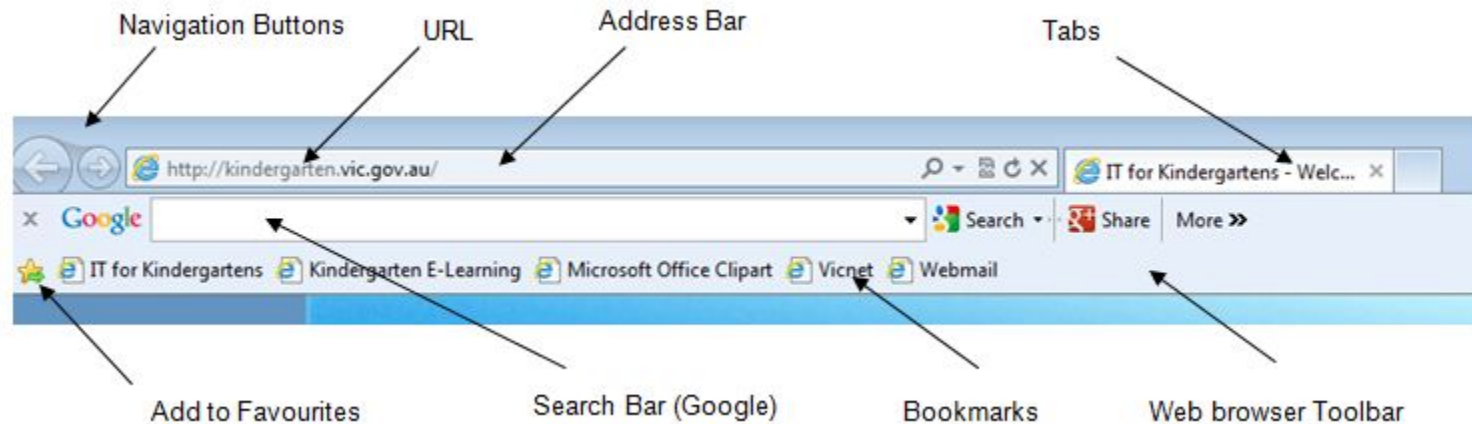 Navigation Buttons
URL
Address Bar
Tabs
http://kindergarten.vic.gov.au/
IT for Kindergartens - Welc...
Google
Search
Share
More
IT for Kindergartens
Kindergarten E-Learning
Microsoft Office Clipart
Vicnet
Webmail
Add to Favourites
Search Bar (Google)
Bookmarks
Web browser Toolbar